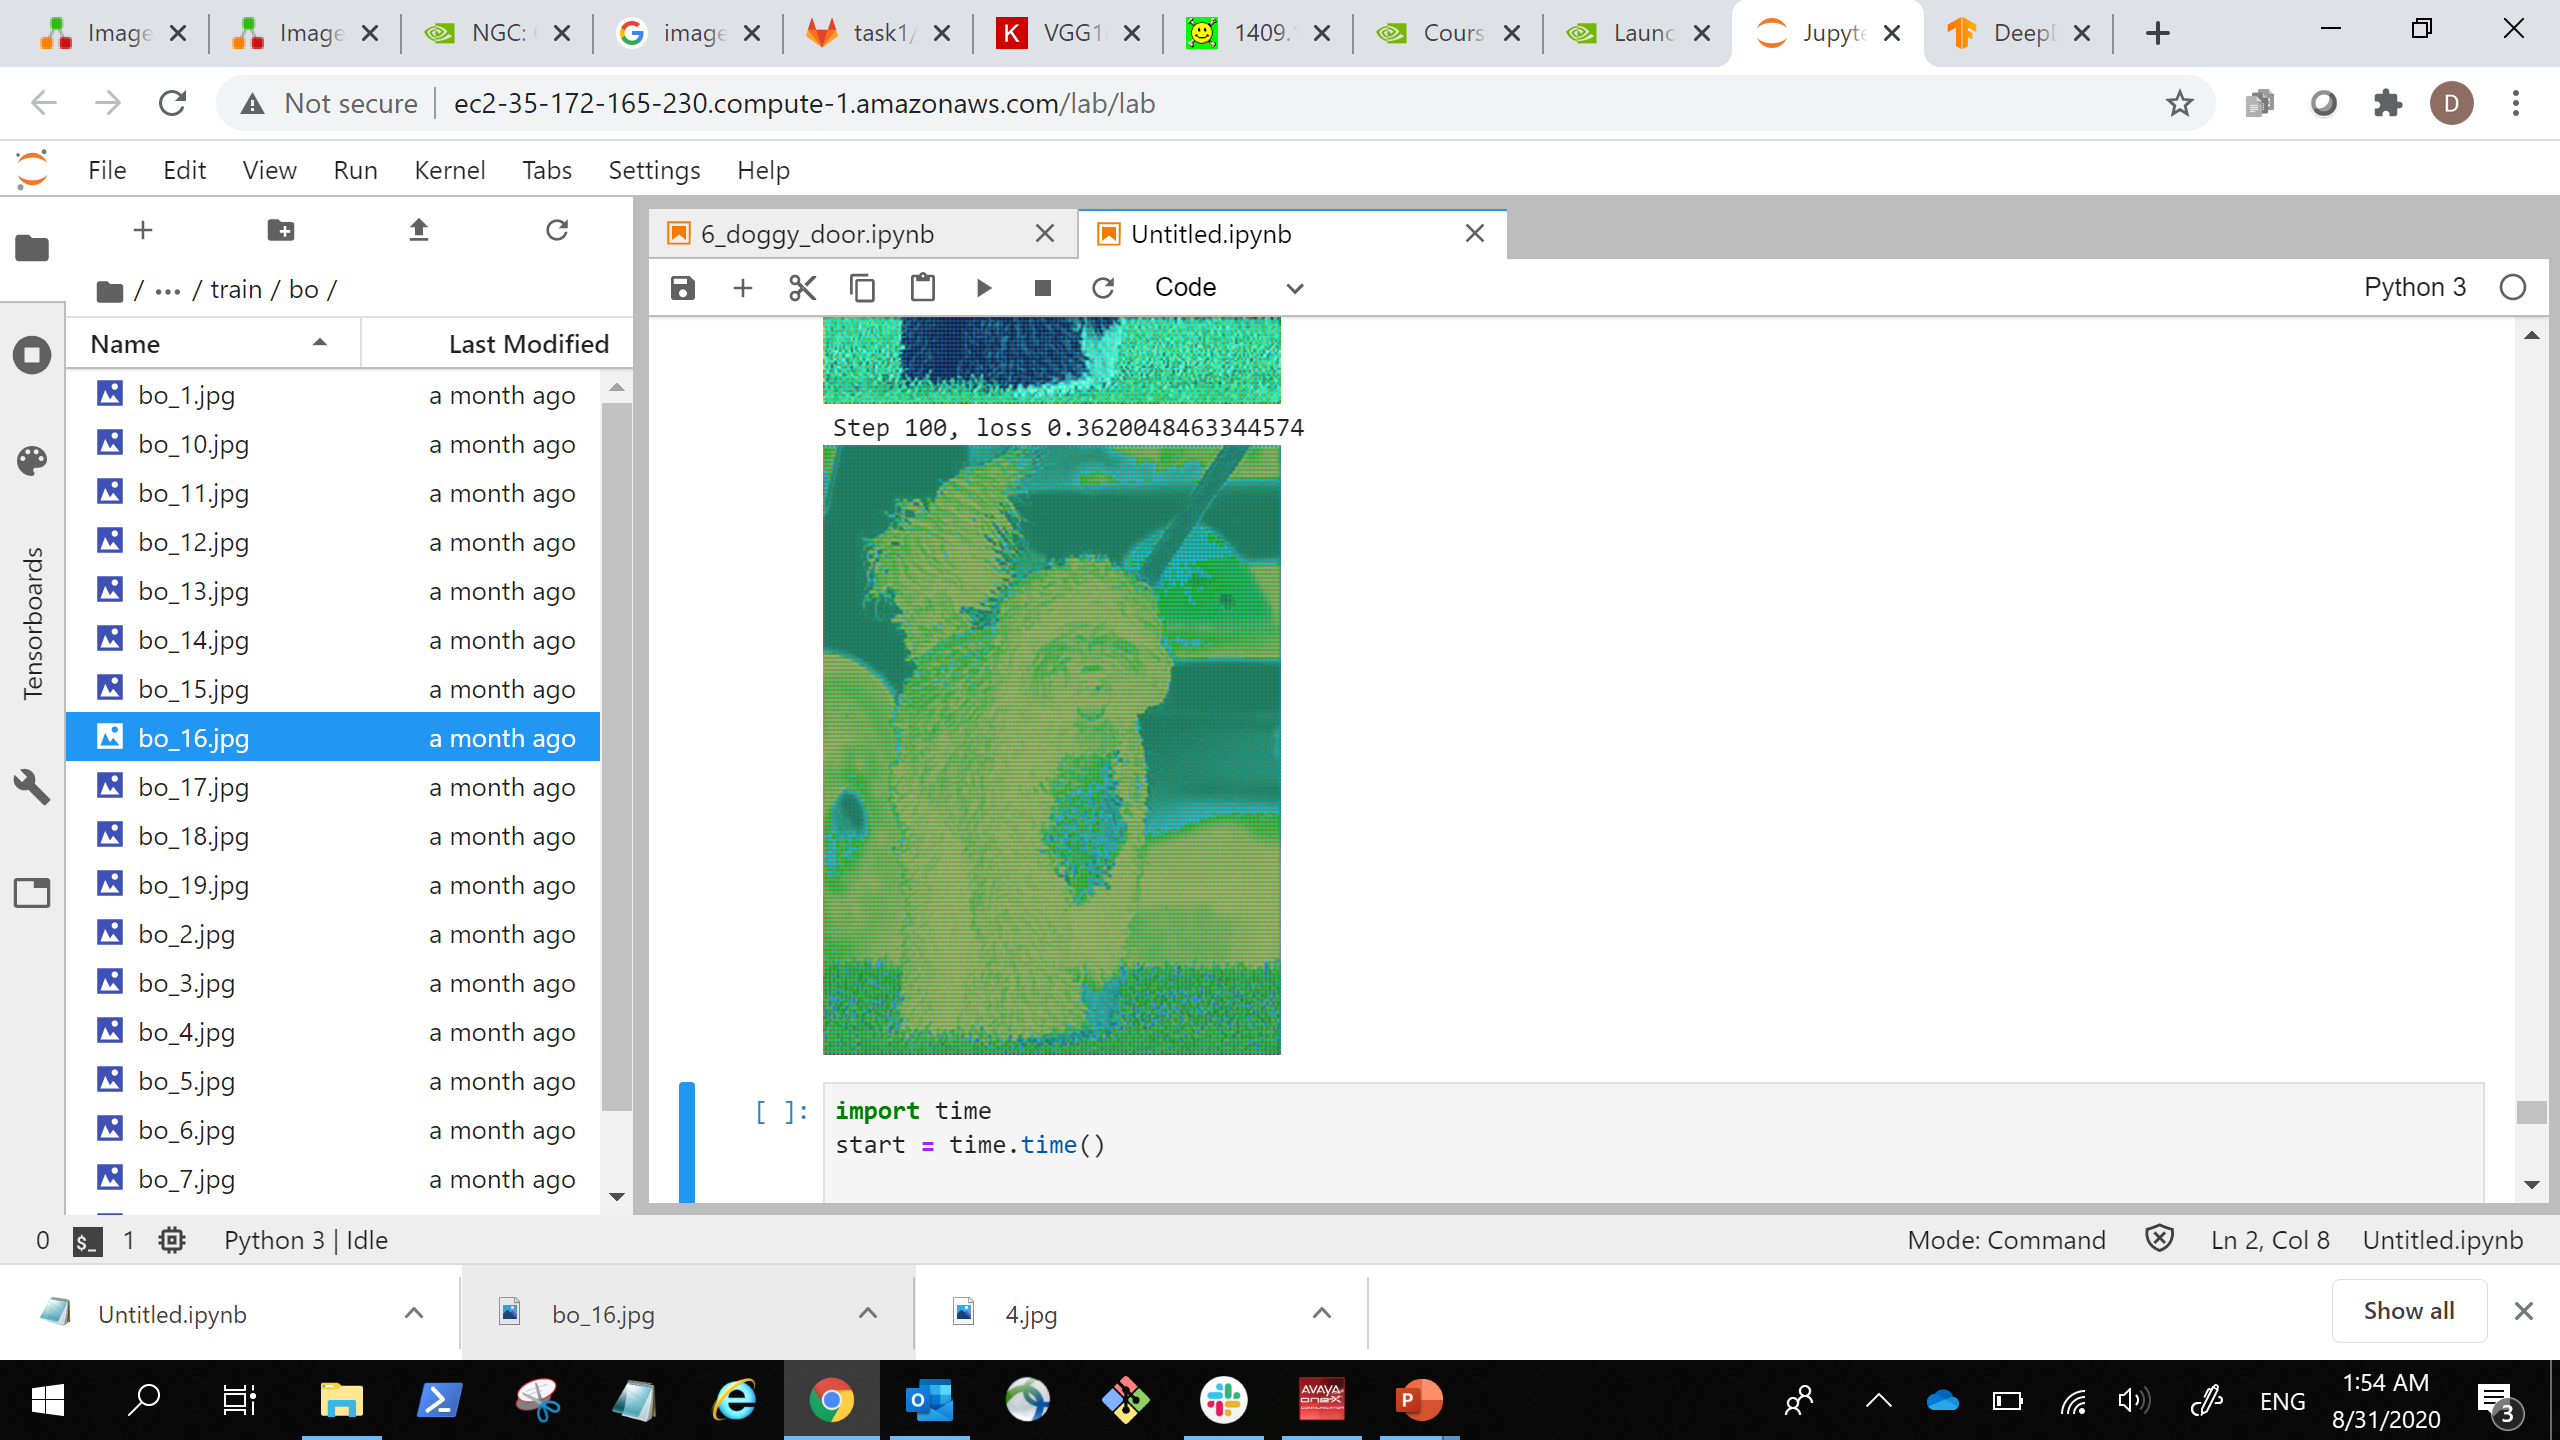 Image
Image
NGC:
image
task1/
K VGG1
1409.
Cours
Launc
Jupyte
Deep
Not secure
ec2-35-172-165-230.compute-1.amazonaws.com/lab/lab
D
File Edit View Run Kernel Tabs Settings Help
6_doggy_door.ipynb
Untitled.ipynb
/ ··· / train / bo /
Code
Python 3
Name Last Modified
bo_1.jpg a month ago
bo_10.jpg a month ago
bo_11.jpg a month ago
bo_12.jpg a month ago
bo_13.jpg a month ago
bo_14.jpg a month ago
bo_15.jpg a month ago
bo_16.jpg a month ago
bo_17.jpg a month ago
bo_18.jpg a month ago
bo_19.jpg a month ago
bo_2.jpg a month ago
bo_3.jpg a month ago
bo_4.jpg a month ago
bo_5.jpg a month ago
bo_6.jpg a month ago
bo_7.jpg a month ago
Tensorboards
Step 100, loss 0.3620048463344574
[ ]: import time
start = time.time()
0 $_ 1 Python 3 | Idle
Mode: Command Ln 2, Col 8 Untitled.ipynb
Untitled.ipynb
bo_16.jpg
4.jpg
Show all
AVAYA
one-X
ENG
1:54 AM
8/31/2020
3